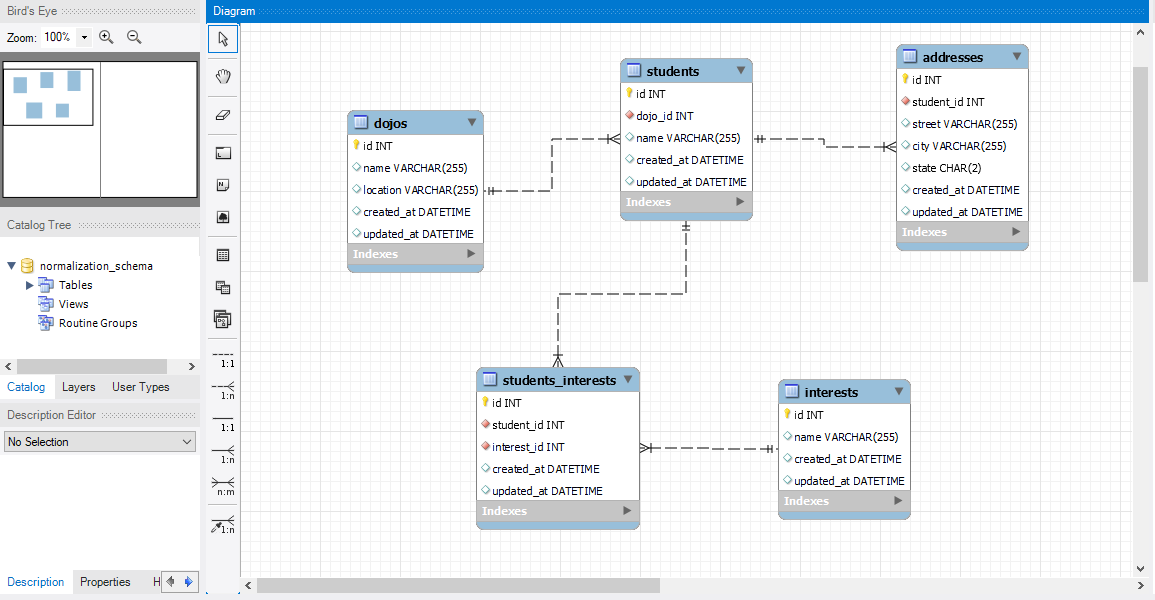 Bird's Eye
Zoom: 100%
Catalog Tree
normalization_schema
Tables
Views
Routine Groups
Catalog Layers User Types
Description Editor
No Selection
Description Properties H
Diagram
1:1
1:n
1:1
1:n
n:m
1:n
dojos
id INT
name VARCHAR(255)
location VARCHAR(255)
created_at DATETIME
updated_at DATETIME
Indexes
students
id INT
dojo_id INT
name VARCHAR(255)
created_at DATETIME
updated_at DATETIME
Indexes
addresses
id INT
student_id INT
street VARCHAR(255)
city VARCHAR(255)
state CHAR(2)
created_at DATETIME
updated_at DATETIME
Indexes
students_interests
id INT
student_id INT
interest_id INT
created_at DATETIME
updated_at DATETIME
Indexes
interests
id INT
name VARCHAR(255)
created_at DATETIME
updated_at DATETIME
Indexes